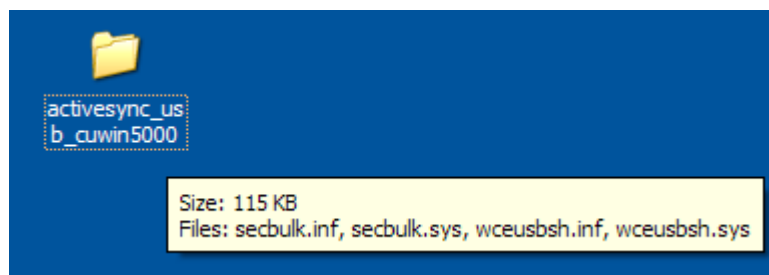 activesync_us
b_cuwin5000
Size: 115 KB
Files: secbulk.inf, secbulk.sys, wceusbsh.inf, wceusbsh.sys